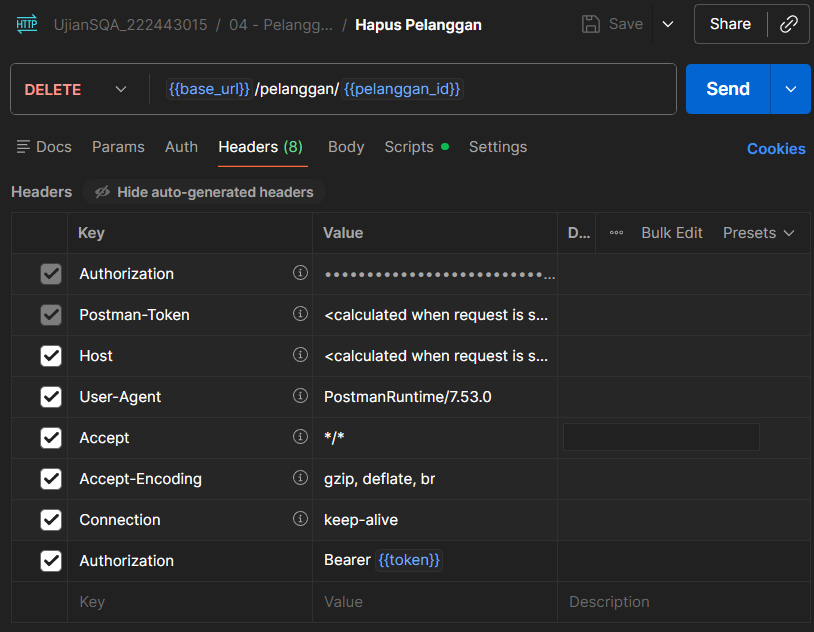 HTTP UjianSQA_222443015 / 04 - Pelangg... / Hapus Pelanggan Save Share
DELETE {{base_url}} /pelanggan/ {{pelanggan_id}} Send
Docs Params Auth Headers (8) Body Scripts Settings Cookies
Headers Hide auto-generated headers
Key Value D... Bulk Edit Presets
Authorization ••••••••••••••••••••••••••...
Postman-Token <calculated when request is s...
Host <calculated when request is s...
User-Agent PostmanRuntime/7.53.0
Accept */*
Accept-Encoding gzip, deflate, br
Connection keep-alive
Authorization Bearer {{token}}
Key Value Description